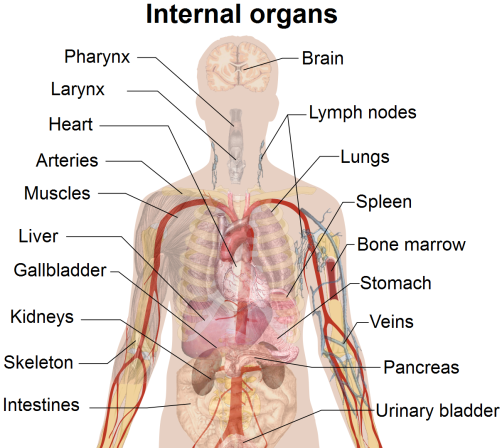 Internal organs
Pharynx
Brain
Larynx
Lymph nodes
Heart
Lungs
Arteries
Muscles
Spleen
Liver
Bone marrow
Gallbladder
Stomach
Kidneys
Veins
Skeleton
Pancreas
Intestines
Urinary bladder